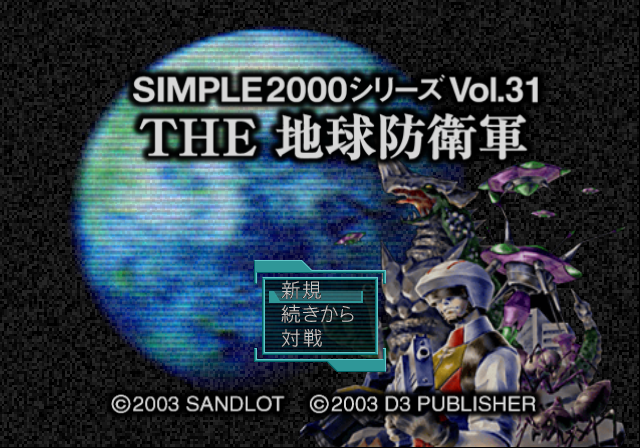 SIMPLE2000シリーズ Vol.31
THE 地球防衛軍
新規
続きから
対戦
©2003 SANDLOT ©2003 D3 PUBLISHER